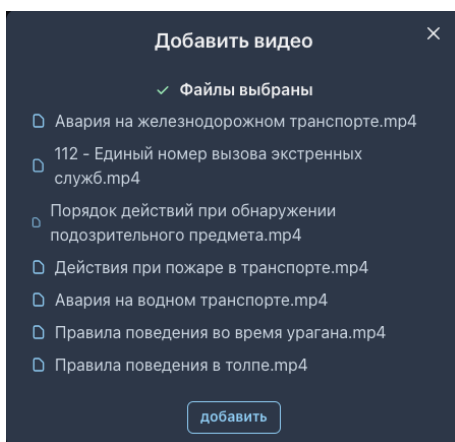 Добавить видео
Файлы выбраны
Авария на железнодорожном транспорте.mp4
112 - Единый номер вызова экстренных
служб.mp4
Порядок действий при обнаружении
подозрительного предмета.mp4
Действия при пожаре в транспорте.mp4
Авария на водном транспорте.mp4
Правила поведения во время урагана.mp4
Правила поведения в толпе.mp4
добавить